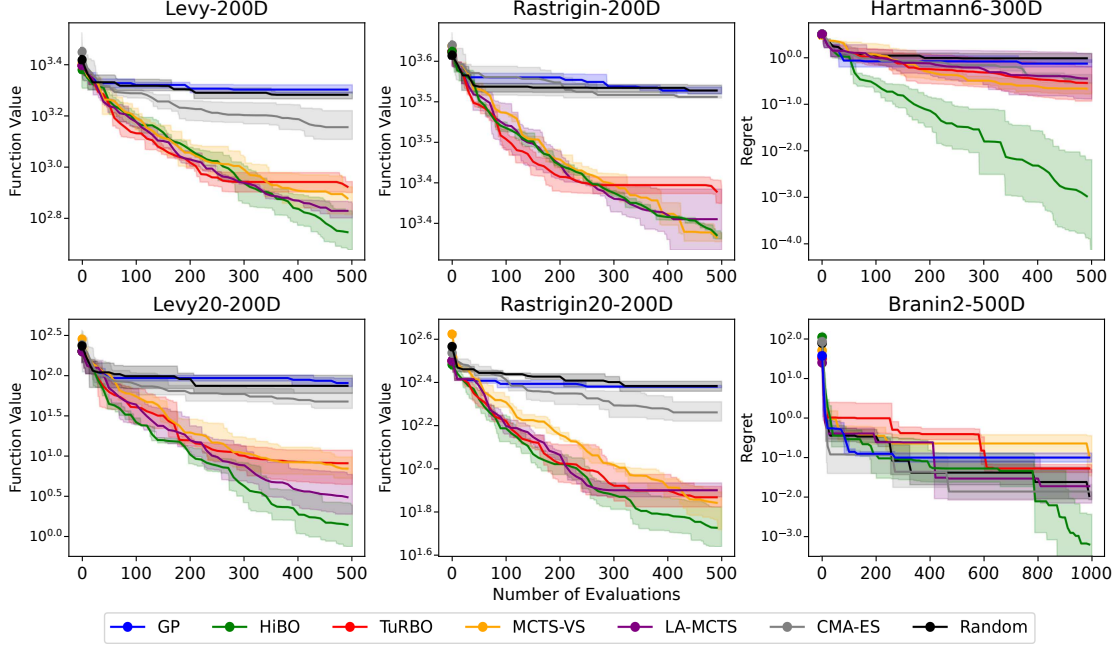 Levy-200D Rastrigin-200D Hartmann6-300D
Function Value
10^3.4
10^3.2
10^3.0
10^2.8
0 100 200 300 400 500
Function Value
10^3.6
10^3.5
10^3.5
10^3.4
10^3.4
0 100 200 300 400 500
Regret
10^0.0
10^−1.0
10^−2.0
10^−3.0
10^−4.0
0 100 200 300 400 500
Levy20-200D Rastrigin20-200D Branin2-500D
Function Value
10^2.5
10^2.0
10^1.5
10^1.0
10^0.5
10^0.0
0 100 200 300 400 500
Function Value
10^2.6
10^2.4
10^2.2
10^2.0
10^1.8
10^1.6
0 100 200 300 400 500
Regret
10^2.0
10^1.0
10^0.0
10^−1.0
10^−2.0
10^−3.0
0 200 400 600 800 1000
Number of Evaluations
GP HiBO TuRBO MCTS-VS LA-MCTS CMA-ES Random